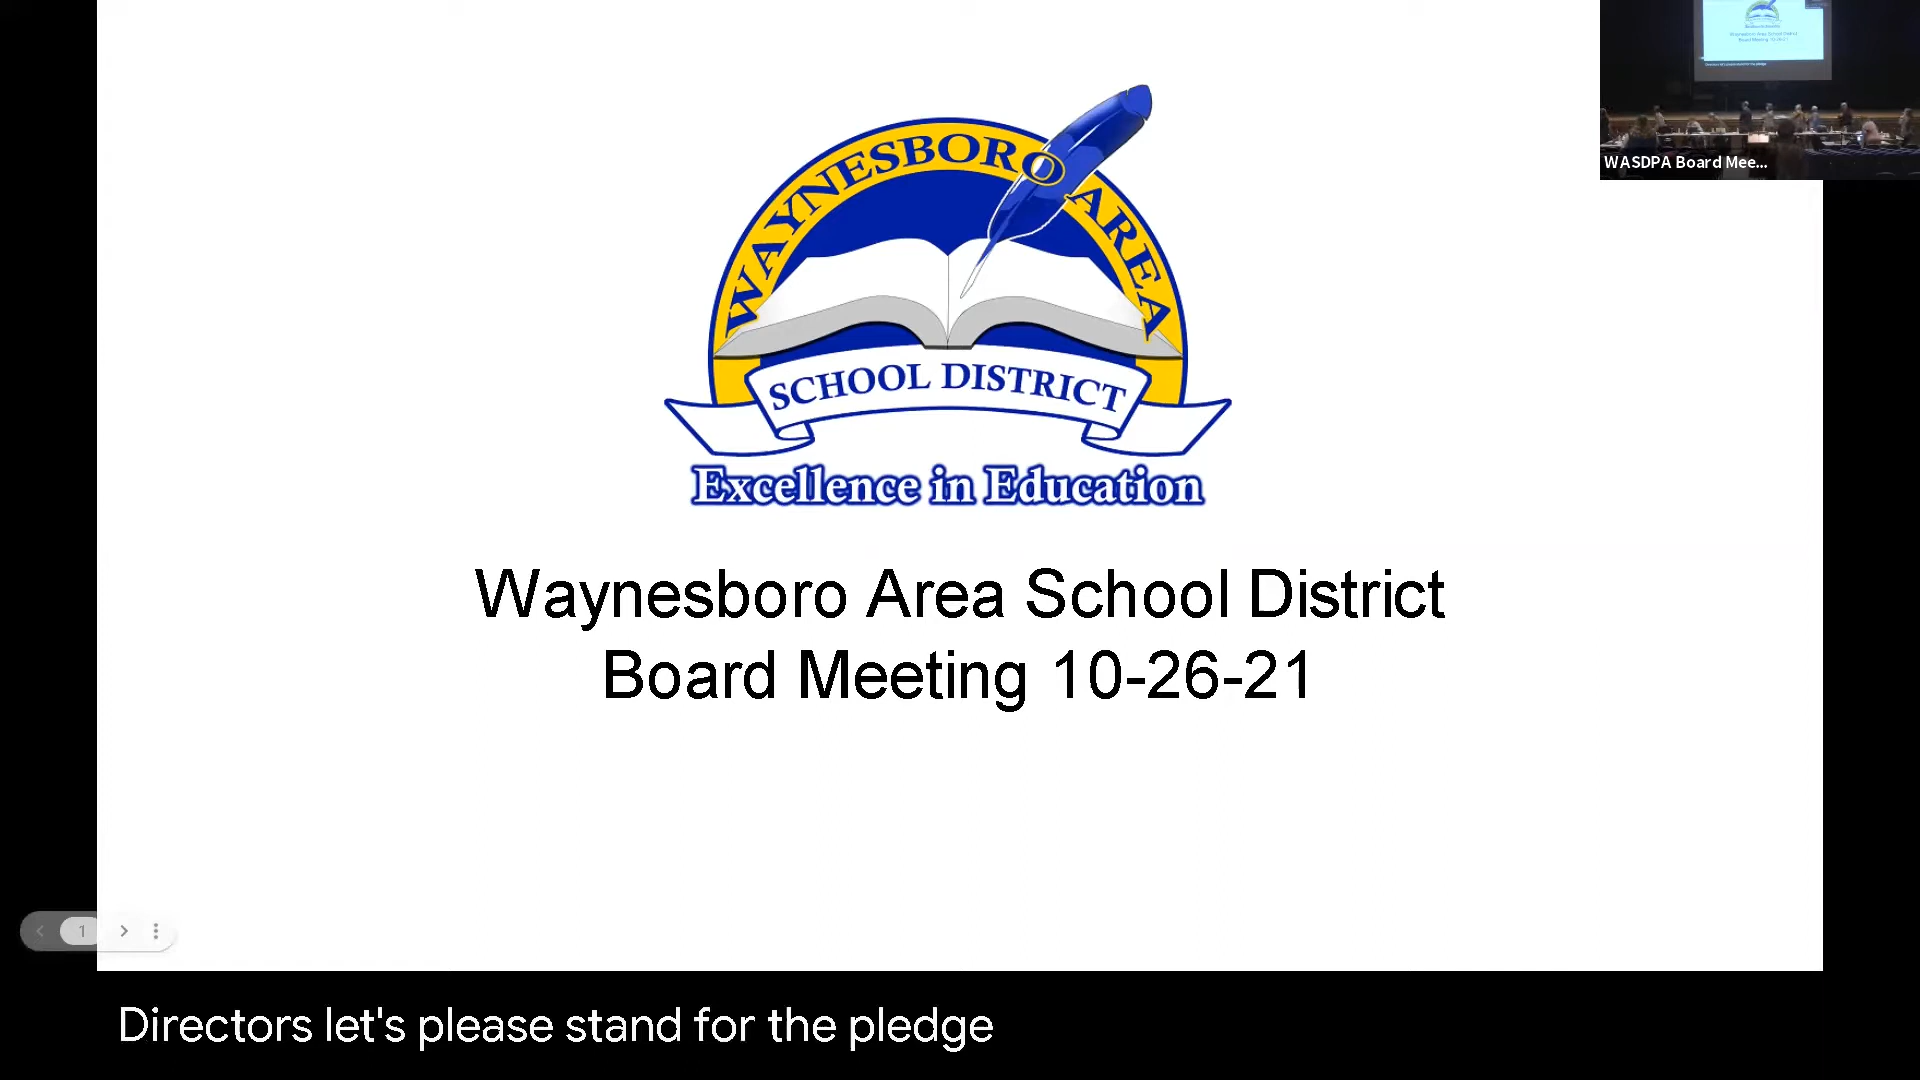 WAYNESBORO AREA
SCHOOL DISTRICT
Excellence in Education
Waynesboro Area School District
Board Meeting 10-26-21
WASDPA Board Mee...
1
Directors let's please stand for the pledge